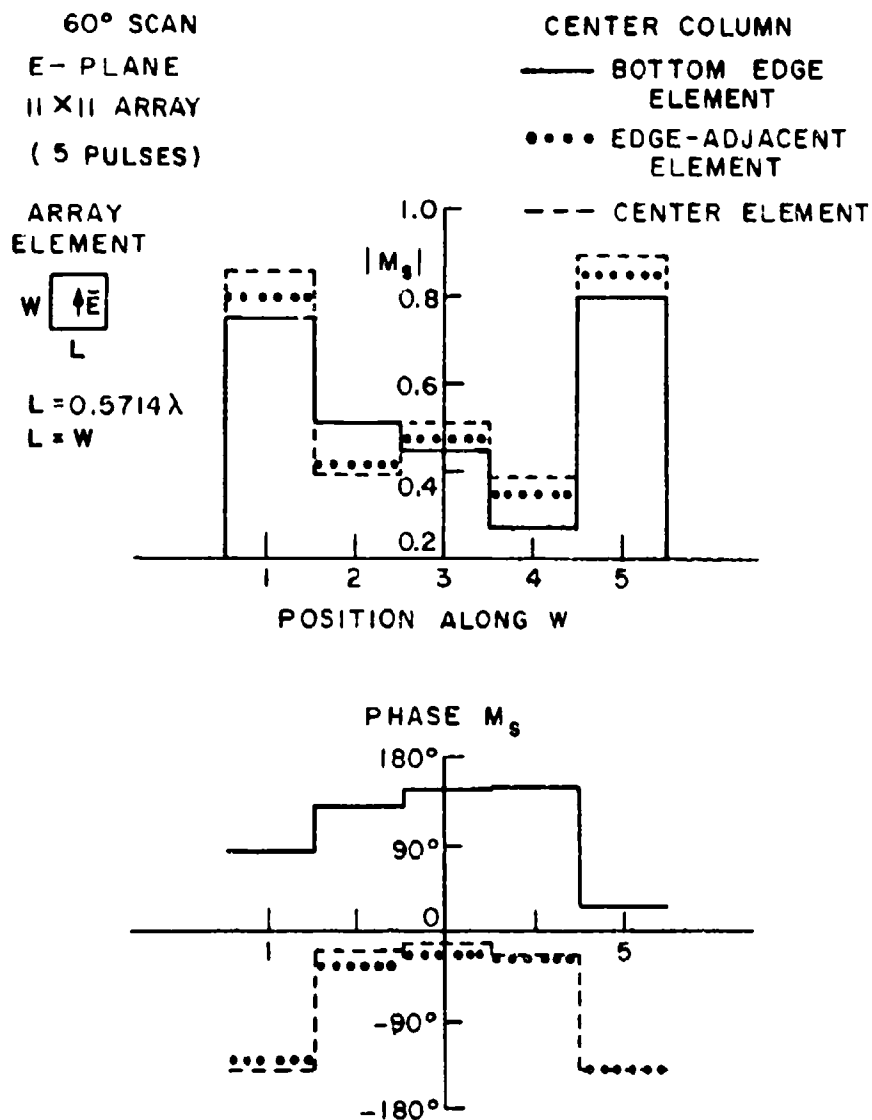 60° SCAN
E-PLANE
11 X 11 ARRAY
(5 PULSES)
ARRAY
ELEMENT
W
Ē
L
L=0.5714λ
L=W
CENTER COLUMN
BOTTOM EDGE
ELEMENT
EDGE-ADJACENT
ELEMENT
CENTER ELEMENT
|Ms|
1.0
0.8
0.6
0.4
0.2
1 2 3 4 5
POSITION ALONG W
PHASE Ms
180°
90°
0
1 5
-90°
-180°